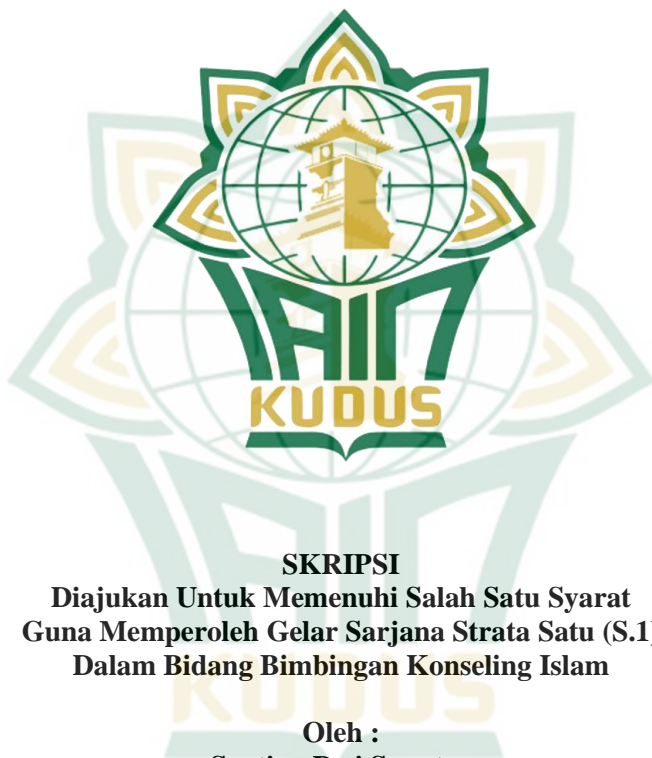 IAIN
KUDUS
SKRIPSI
Diajukan Untuk Memenuhi Salah Satu Syarat
Guna Memperoleh Gelar Sarjana Strata Satu (S.1)
Dalam Bidang Bimbingan Konseling Islam
Oleh :